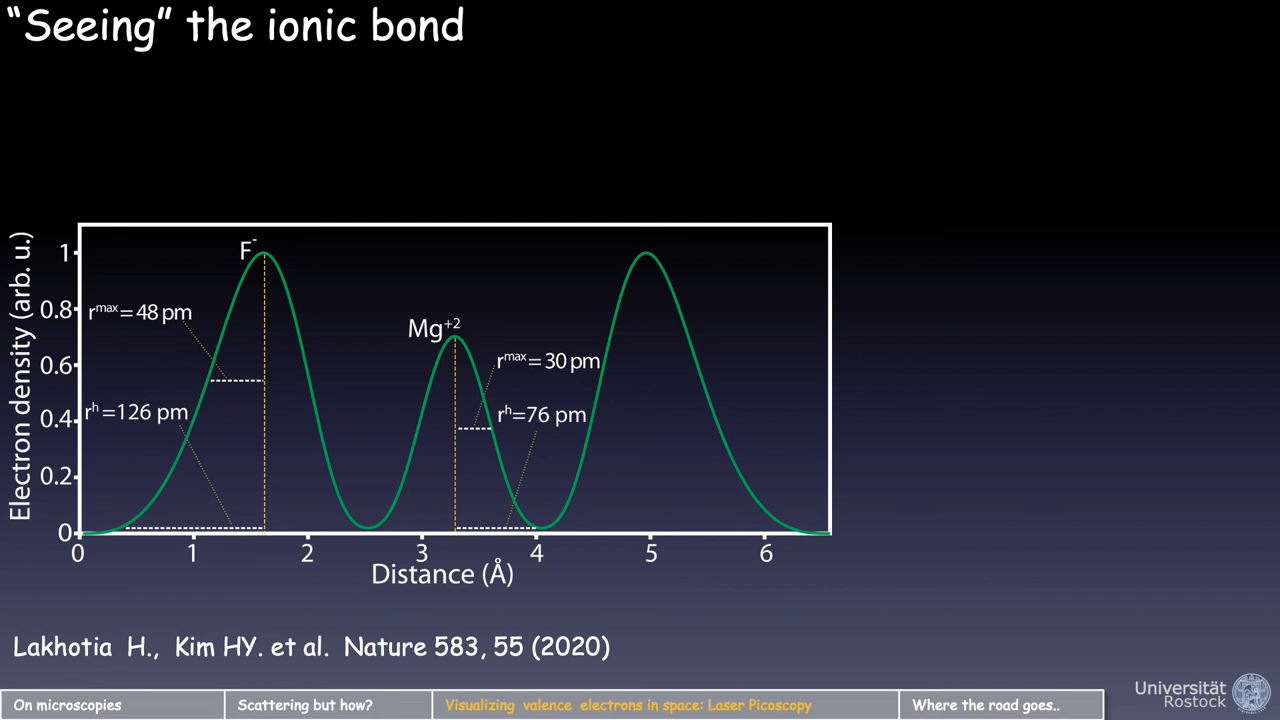 “Seeing” the ionic bond
Electron density (arb. u.)
1
0.8
0.6
0.4
0.2
0
F-
rmax=48 pm
rh=126 pm
Mg+2
rmax=30 pm
rh=76 pm
0 1 2 3 4 5 6
Distance (Å)
Lakhotia H., Kim HY. et al. Nature 583, 55 (2020)
On microscopies
Scattering but how?
Visualizing valence electrons in space: Laser Picoscopy
Where the road goes..
Universität
Rostock